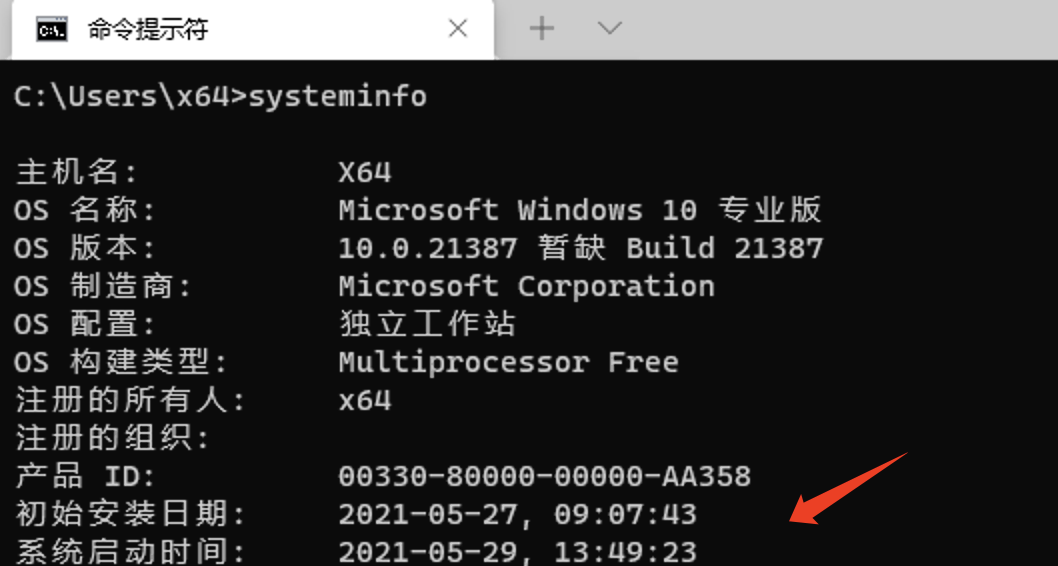 命令提示符
C:\Users\x64>systeminfo
主机名: X64
OS 名称: Microsoft Windows 10 专业版
OS 版本: 10.0.21387 暂缺 Build 21387
OS 制造商: Microsoft Corporation
OS 配置: 独立工作站
OS 构建类型: Multiprocessor Free
注册的所有人: x64
注册的组织:
产品 ID: 00330-80000-00000-AA358
初始安装日期: 2021-05-27, 09:07:43
系统启动时间: 2021-05-29, 13:49:23